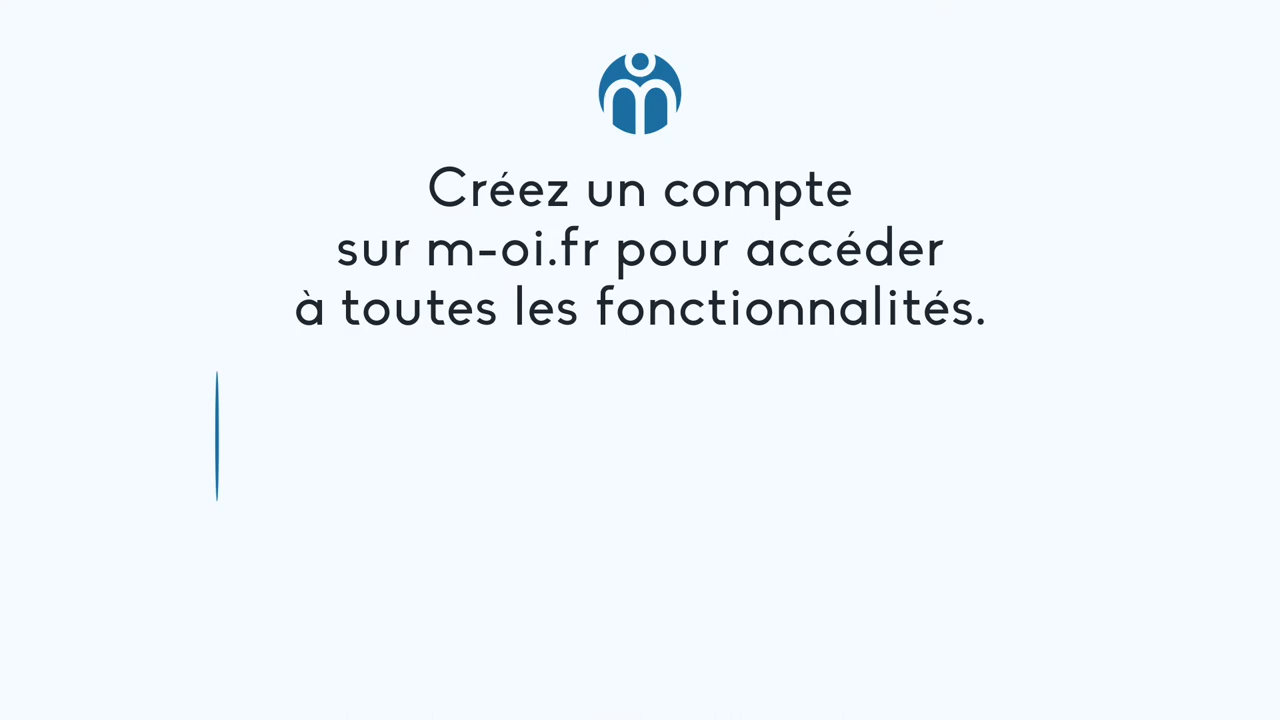 Créez un compte
sur m-oi.fr pour accéder
à toutes les fonctionnalités.